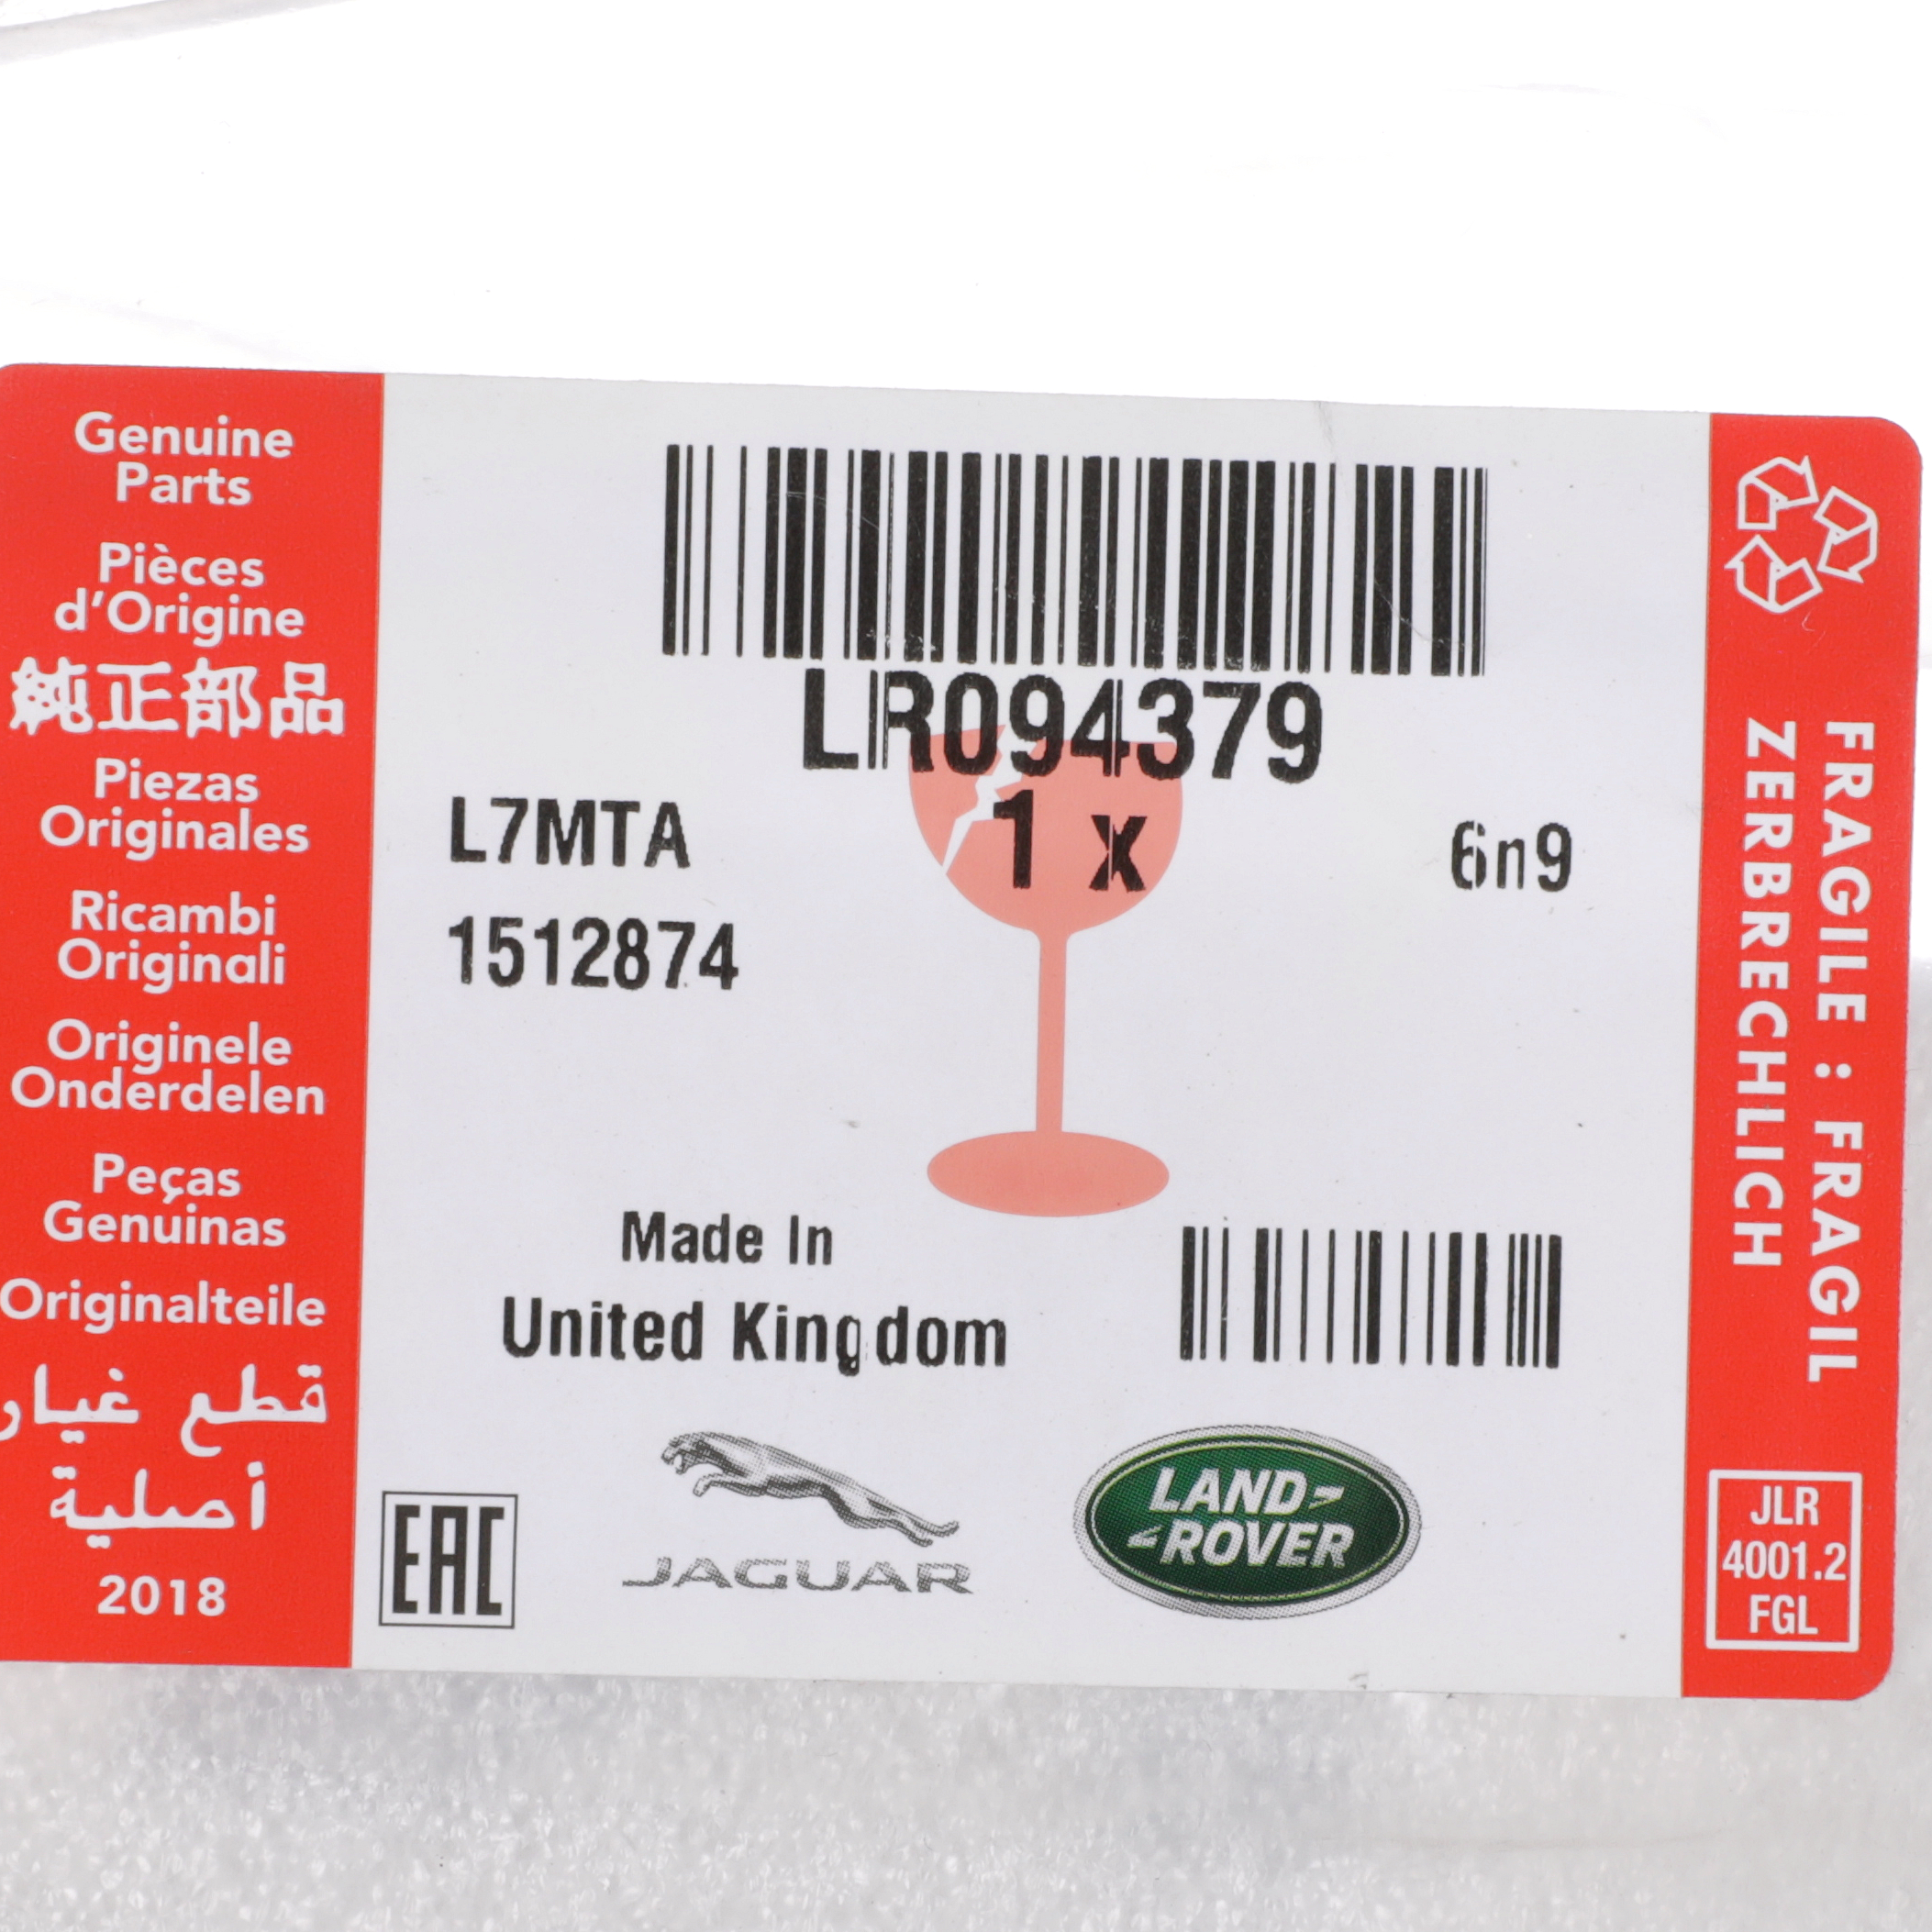 Genuine
Parts
Pièces
d'Origine
純正部品
Piezas
Originales
Ricambi
Originali
Originele
Onderdelen
Peças
Genuinas
Originalteile
قطع غيار
أصلية
2018
LR094379
L7MTA
1 x
6n9
1512874
Made In
United Kingdom
EAC
JAGUAR
LAND
ROVER
FRAGILE : FRAGIL
ZERBRECHLICH
JLR
4001.2
FGL